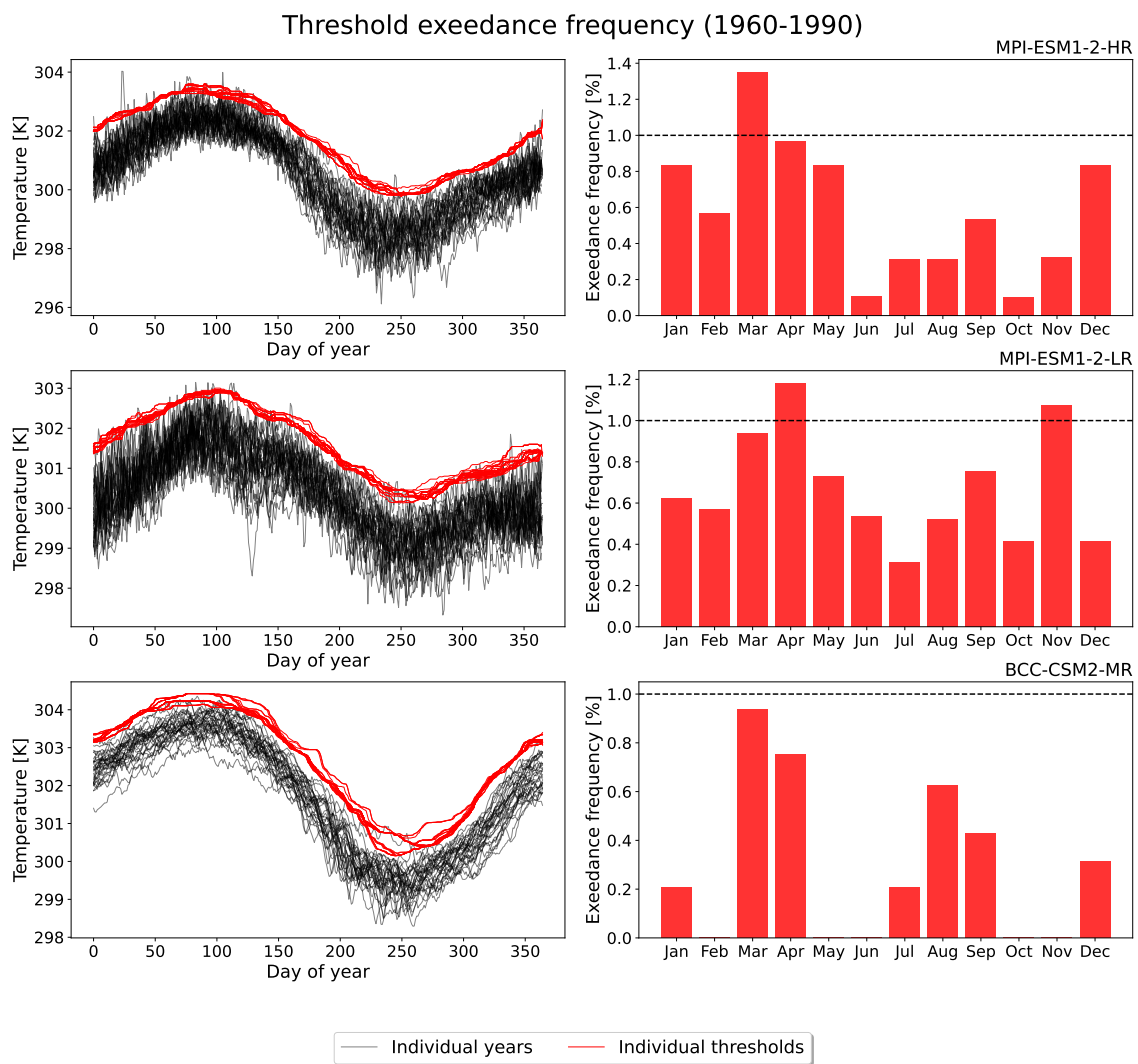 Threshold exeedance frequency (1960-1990)
MPI-ESM1-2-HR
Temperature [K]
304
302
300
298
296
0 50 100 150 200 250 300 350
Day of year
Exeedance frequency [%]
1.4
1.2
1.0
0.8
0.6
0.4
0.2
0.0
Jan Feb Mar Apr May Jun Jul Aug Sep Oct Nov Dec
MPI-ESM1-2-LR
Temperature [K]
303
302
301
300
299
298
0 50 100 150 200 250 300 350
Day of year
Exeedance frequency [%]
1.2
1.0
0.8
0.6
0.4
0.2
0.0
Jan Feb Mar Apr May Jun Jul Aug Sep Oct Nov Dec
BCC-CSM2-MR
Temperature [K]
304
303
302
301
300
299
298
0 50 100 150 200 250 300 350
Day of year
Exeedance frequency [%]
1.0
0.8
0.6
0.4
0.2
0.0
Jan Feb Mar Apr May Jun Jul Aug Sep Oct Nov Dec
Individual years Individual thresholds